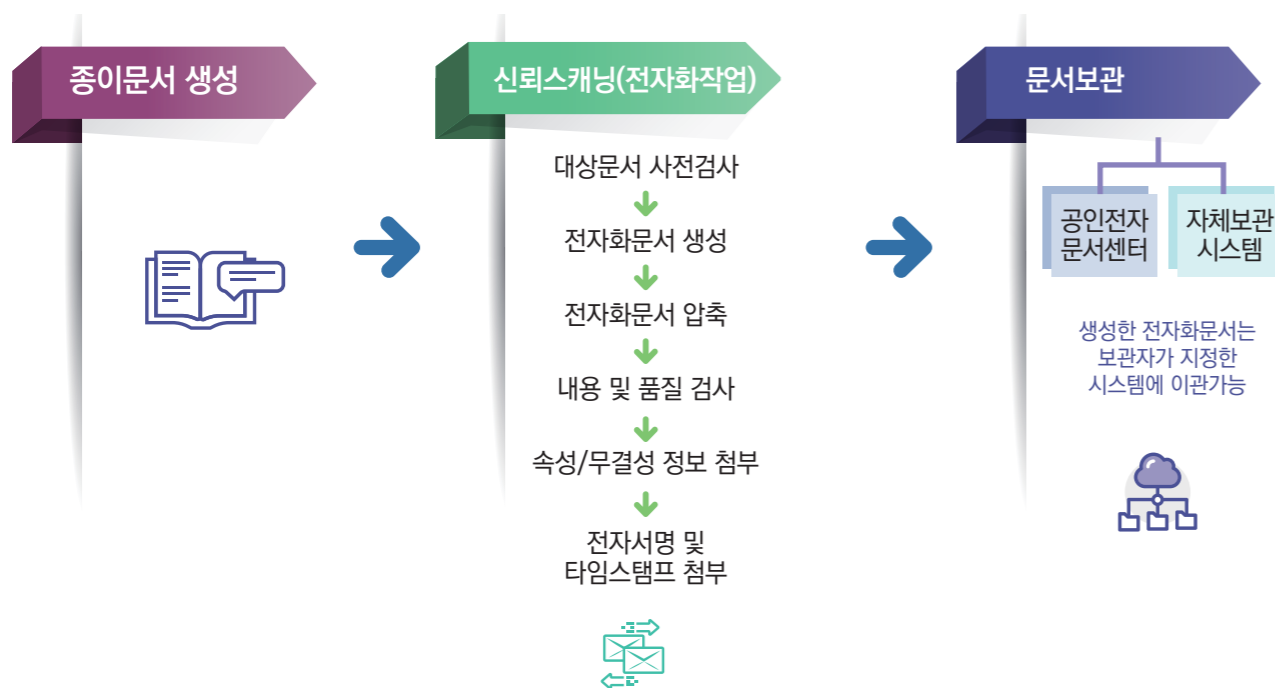 종이문서 생성
신뢰스캐닝(전자화작업)
대상문서 사전검사
전자화문서 생성
전자화문서 압축
내용 및 품질 검사
속성/무결성 정보 첨부
전자서명 및
타임스탬프 첨부
문서보관
공인전자
문서센터
자체보관
시스템
생성한 전자화문서는
보관자가 지정한
시스템에 이관가능